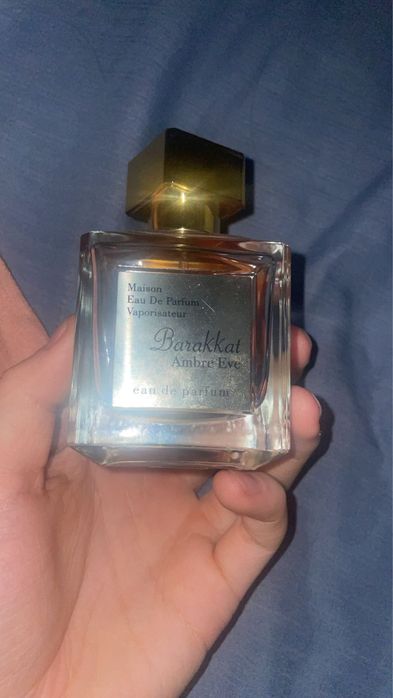 Maison
Eau De Parfum
Vaporisateur
Barakkat
Ambre Eve
eau de parfum